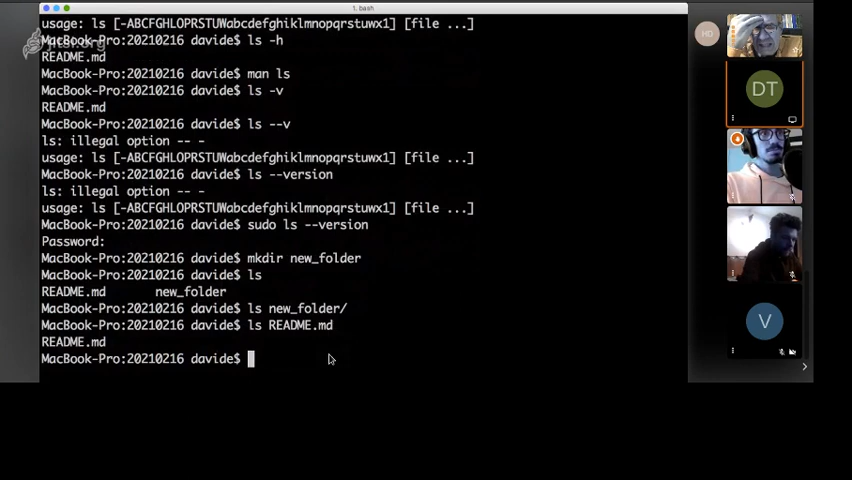 1. bash
usage: ls [-ABCFGHLOPRSTUWabcdefghiklmnopqrstuwx1] [file ...]
MacBook-Pro:20210216 davide$ ls -h
jitsi.org
README.md
MacBook-Pro:20210216 davide$ man ls
MacBook-Pro:20210216 davide$ ls -v
README.md
MacBook-Pro:20210216 davide$ ls --v
ls: illegal option -- -
usage: ls [-ABCFGHLOPRSTUWabcdefghiklmnopqrstuwx1] [file ...]
MacBook-Pro:20210216 davide$ ls --version
ls: illegal option -- -
usage: ls [-ABCFGHLOPRSTUWabcdefghiklmnopqrstuwx1] [file ...]
MacBook-Pro:20210216 davide$ sudo ls --version
Password:
MacBook-Pro:20210216 davide$ mkdir new_folder
MacBook-Pro:20210216 davide$ ls
README.md new_folder
MacBook-Pro:20210216 davide$ ls new_folder/
MacBook-Pro:20210216 davide$ ls README.md
README.md
MacBook-Pro:20210216 davide$
HG
DT
V